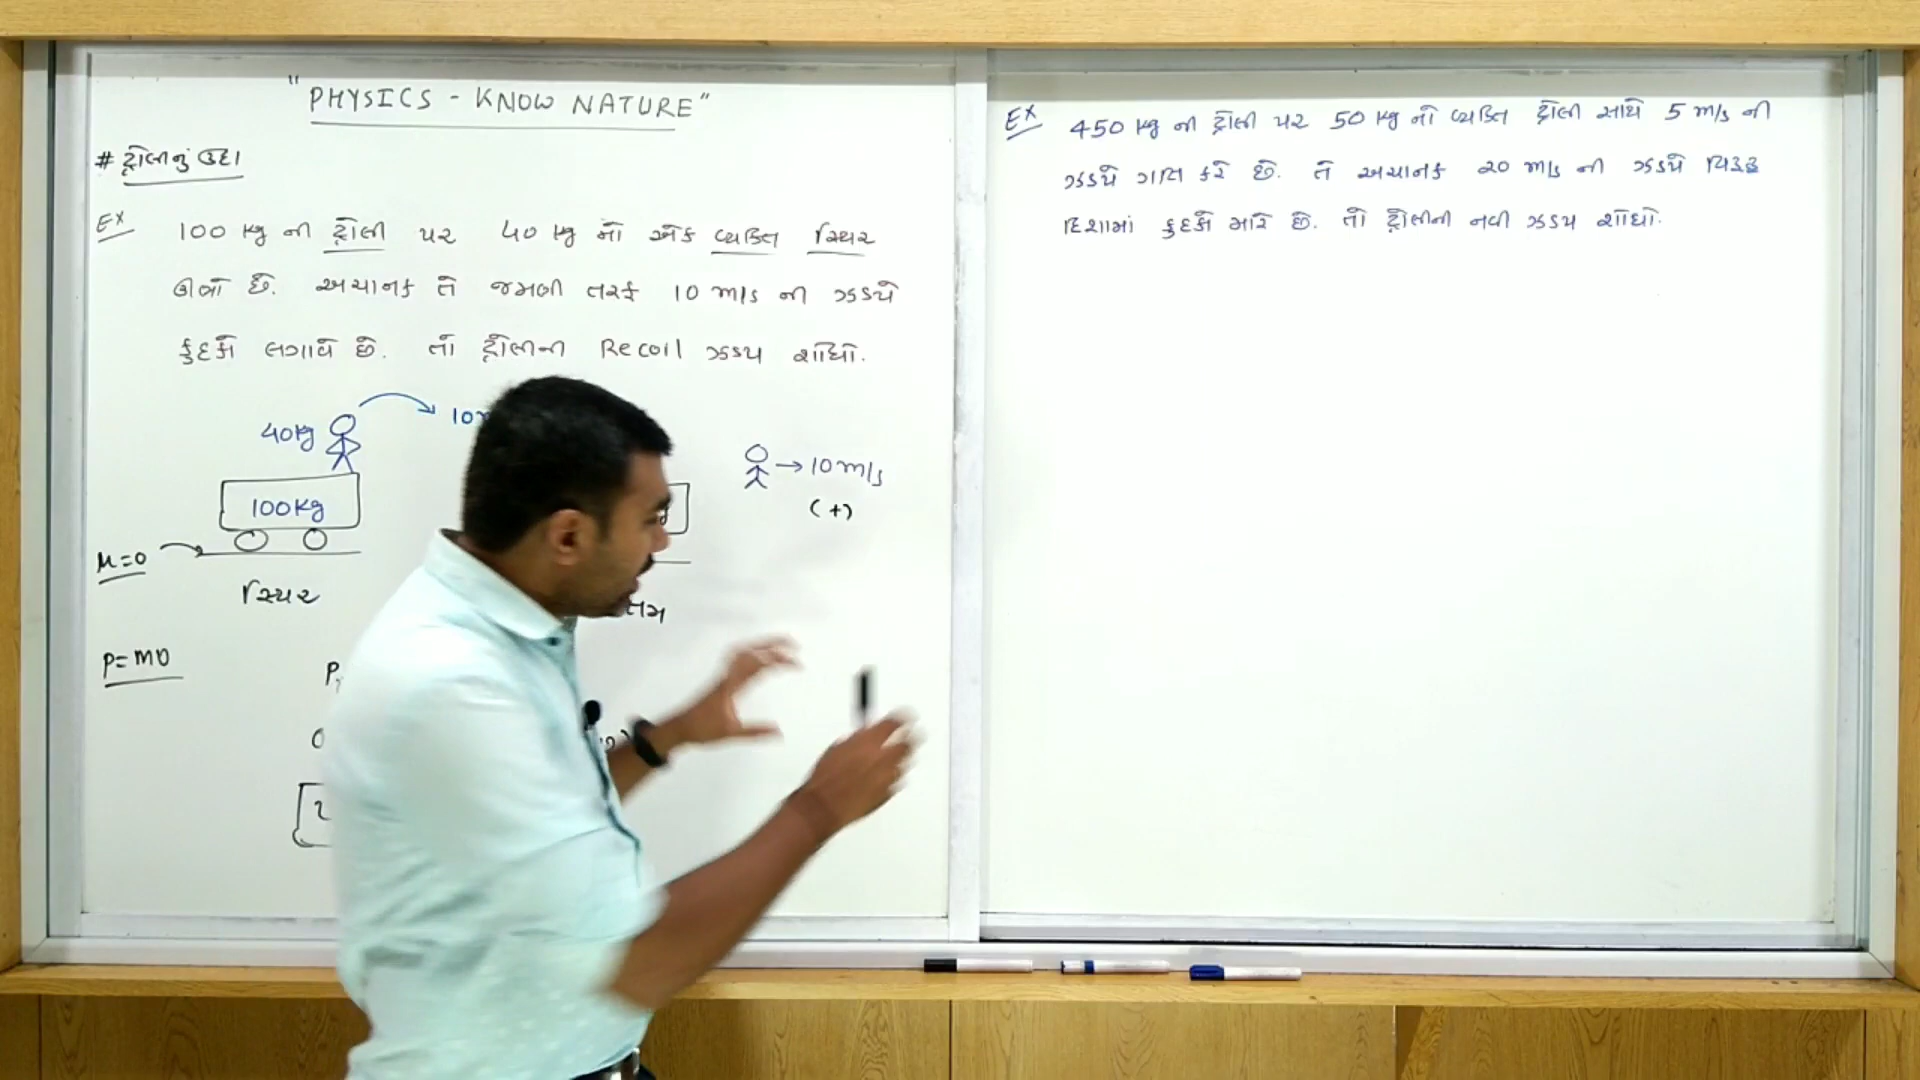 "PHYSICS - KNOW NATURE"
# ટ્રોલીનું ઉદા
Ex 100 kg ની ટ્રોલી પર 40 kg નો એક વ્યક્તિ સ્થિર
ઊભો છે. અચાનક તે જમણી તરફ 10 m/s ની ઝડપે
કુદકો લગાવે છે. તો ટ્રોલીની Recoil ઝડપ શોધો.
40kg
100kg
μ=0
સ્થિર
→ 10 m/s
(+)
P=mv
Ex 450 kg ની ટ્રોલી પર 50 kg નો વ્યક્તિ ટ્રોલી સાથે 5 m/s ની
ઝડપે ગતિ કરે છે. તે અચાનક 20 m/s ની ઝડપે વિરુદ્ધ
દિશામાં કુદકો મારે છે. તો ટ્રોલીની નવી ઝડપ શોધો.